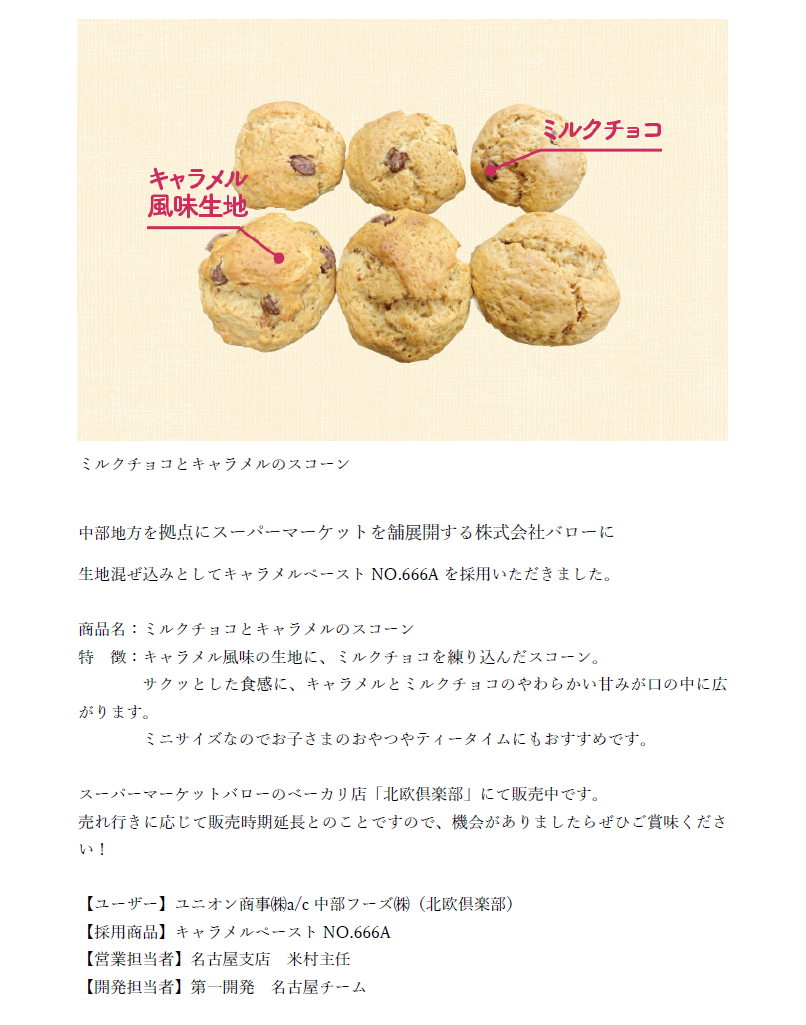 ミルクチョコ
キャラメル
風味生地
ミルクチョコとキャラメルのスコーン
中部地方を拠点にスーパーマーケットを舗展開する株式会社バローに
生地混ぜ込みとしてキャラメルペースト NO.666A を採用いただきました。
商品名：ミルクチョコとキャラメルのスコーン
特　徴：キャラメル風味の生地に、ミルクチョコを練り込んだスコーン。
サクッとした食感に、キャラメルとミルクチョコのやわらかい甘みが口の中に広
がります。
ミニサイズなのでお子さまのおやつやティータイムにもおすすめです。
スーパーマーケットバローのベーカリ店「北欧倶楽部」にて販売中です。
売れ行きに応じて販売時期延長とのことですので、機会がありましたらぜひご賞味くださ
い！
【ユーザー】ユニオン商事㈱a/c 中部フーズ㈱（北欧倶楽部）
【採用商品】キャラメルペースト NO.666A
【営業担当者】名古屋支店　米村主任
【開発担当者】第一開発　名古屋チーム